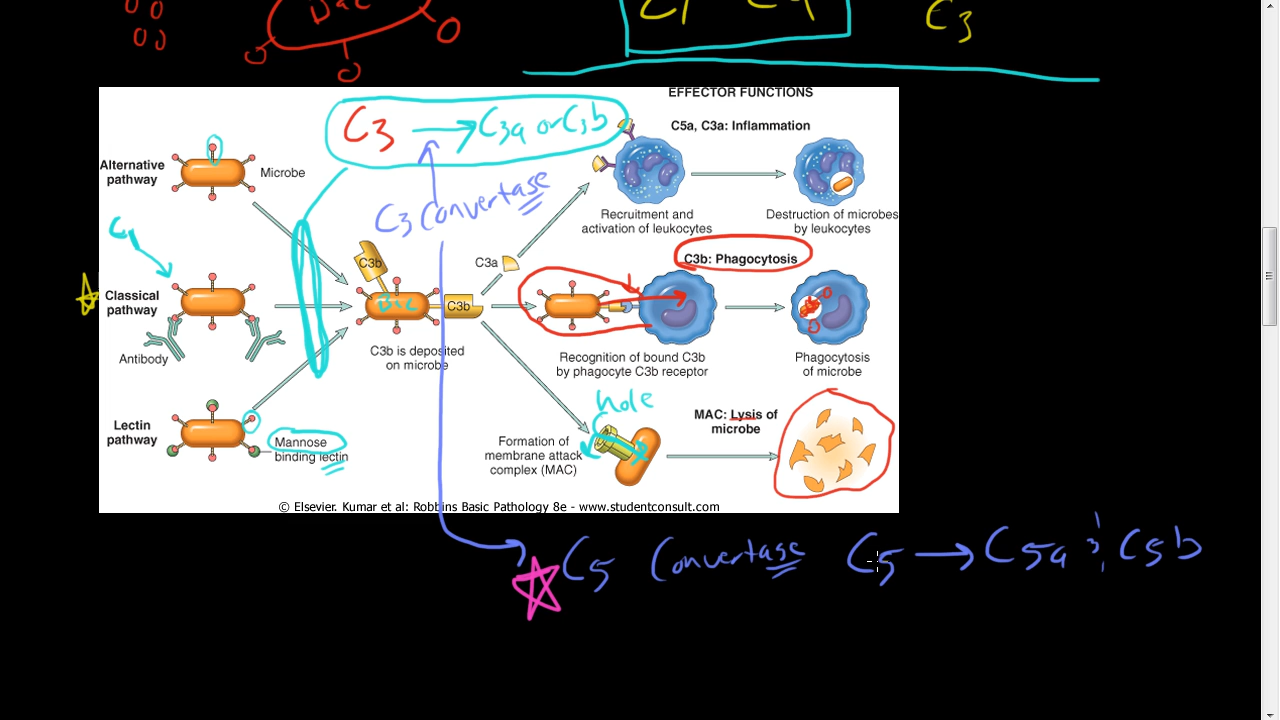 Bac
C1 C4
C3
EFFECTOR FUNCTIONS
C3 → C3a or C3b
C5a, C3a: Inflammation
Alternative
pathway
Microbe
Recruitment and
activation of leukocytes
Destruction of microbes
by leukocytes
C3 Convertase
C1
C3b
C3a
C3b: Phagocytosis
Classical
pathway
Bac
C3b
Antibody
C3b is deposited
on microbe
Recognition of bound C3b
by phagocyte C3b receptor
Phagocytosis
of microbe
hole
Lectin
pathway
Mannose
binding lectin
Formation of
membrane attack
complex (MAC)
MAC: Lysis of
microbe
© Elsevier. Kumar et al: Robbins Basic Pathology 8e - www.studentconsult.com
C5 Convertase C5 → C5a & C5b